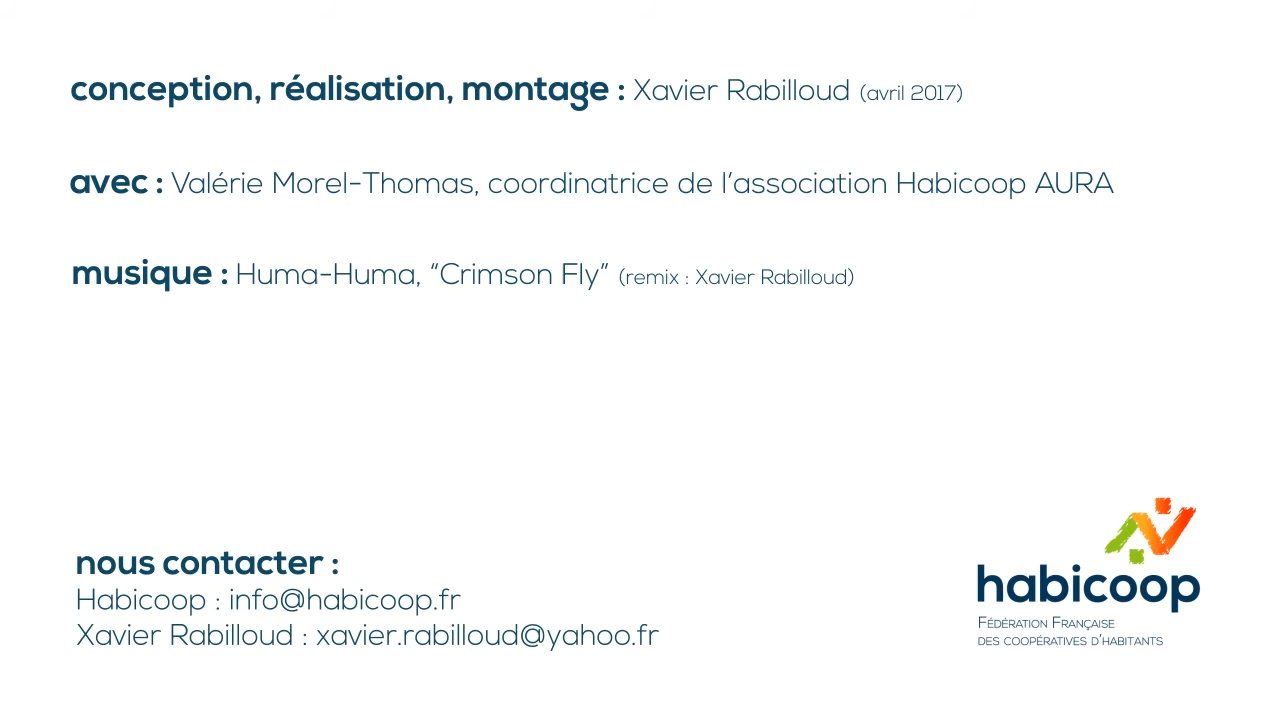 conception, réalisation, montage : Xavier Rabilloud (avril 2017)
avec : Valérie Morel-Thomas, coordinatrice de l'association Habicoop AURA
musique : Huma-Huma, "Crimson Fly" (remix : Xavier Rabilloud)
nous contacter :
Habicoop : info@habicoop.fr
Xavier Rabilloud : xavier.rabilloud@yahoo.fr
habicoop
Fédération Française
des coopératives d'habitants